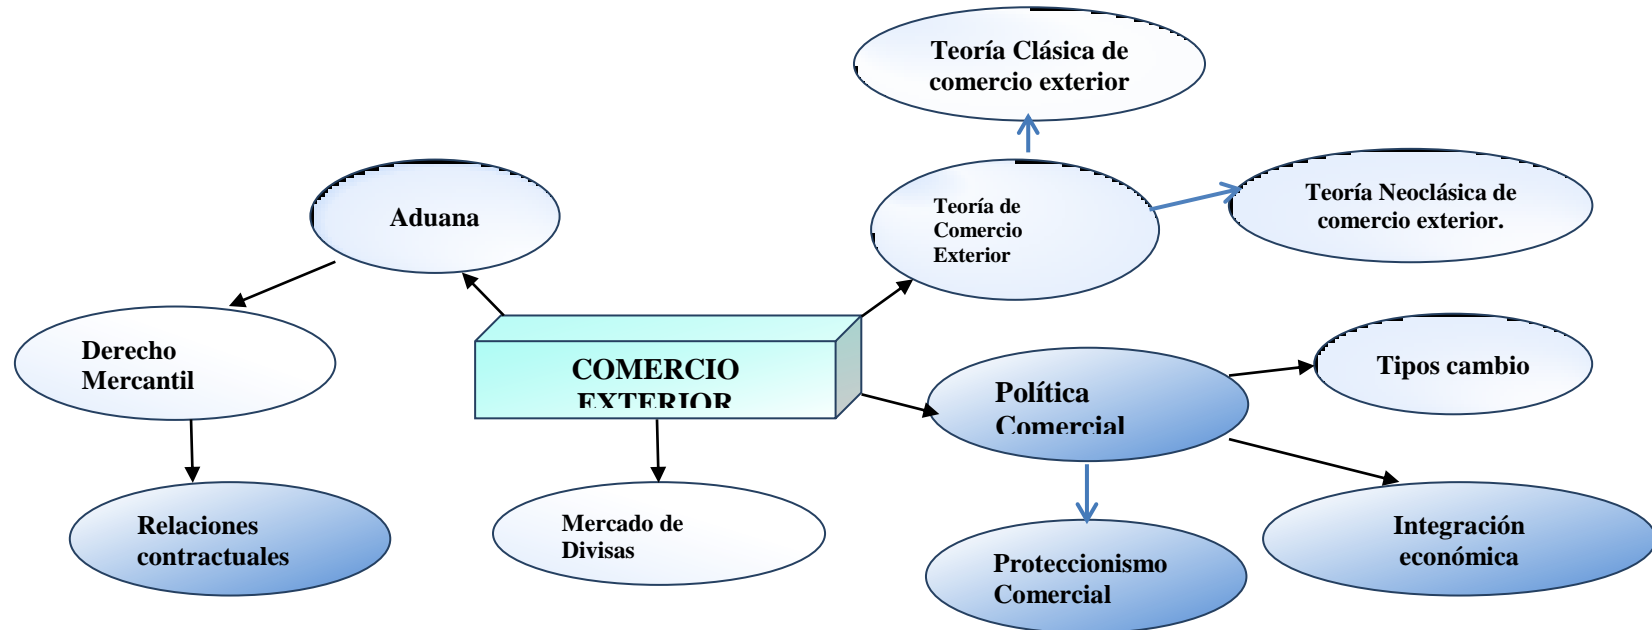 Teoría Clásica de
comercio exterior
Aduana
Teoría de
Comercio
Exterior
Teoría Neoclásica de
comercio exterior.
Derecho
Mercantil
COMERCIO
EXTERIOR
Política
Comercial
Tipos cambio
Relaciones
contractuales
Mercado de
Divisas
Proteccionismo
Comercial
Integración
económica